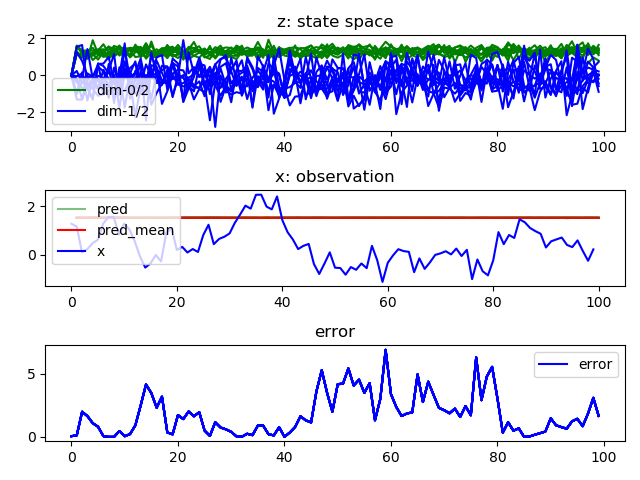 z: state space
2
0
−2
dim-0/2
dim-1/2
0 20 40 60 80 100
x: observation
2
0
pred
pred_mean
x
0 20 40 60 80 100
error
5
0
error
0 20 40 60 80 100